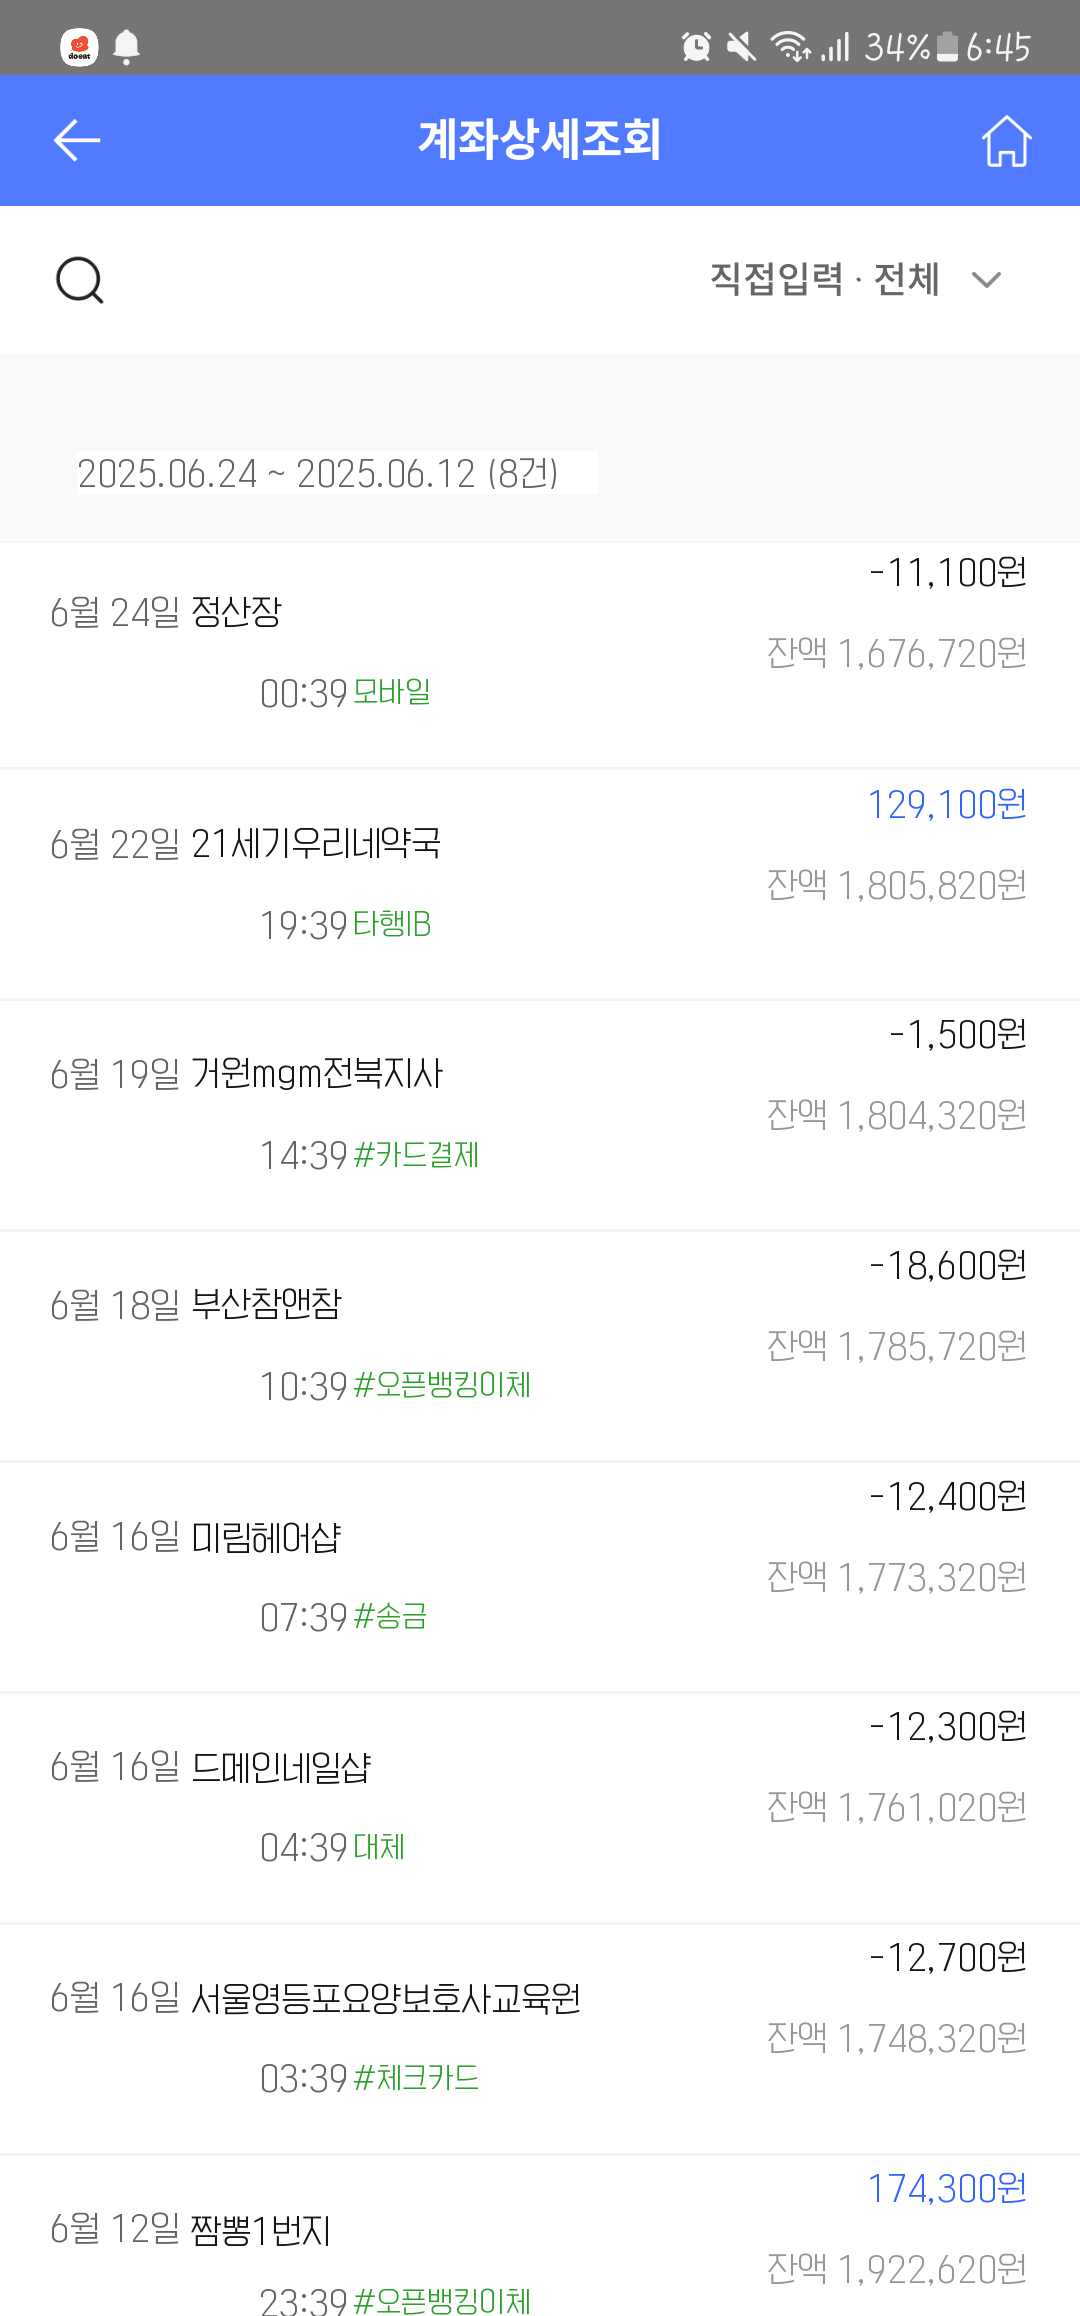 doeat
34% 6:45
계좌상세조회
직접입력 · 전체
2025.06.24 ~ 2025.06.12 (8건)
-11,100원
6월 24일 정산장
잔액 1,676,720원
00:39 모바일
129,100원
6월 22일 21세기우리네약국
잔액 1,805,820원
19:39 타행IB
-1,500원
6월 19일 거원mgm전북지사
잔액 1,804,320원
14:39 #카드결제
-18,600원
6월 18일 부산참앤참
잔액 1,785,720원
10:39 #오픈뱅킹이체
-12,400원
6월 16일 미림헤어샵
잔액 1,773,320원
07:39 #송금
-12,300원
6월 16일 드메인네일샵
잔액 1,761,020원
04:39 대체
-12,700원
6월 16일 서울영등포요양보호사교육원
잔액 1,748,320원
03:39 #체크카드
174,300원
6월 12일 짬뽕1번지
잔액 1,922,620원
23:39 #오픈뱅킹이체